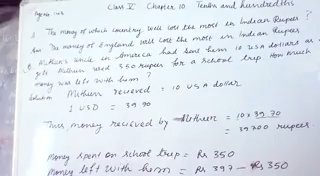 Class V Chapter 10 Tenths and hundredths
Q The money of which country will cost the most in Indian Rupees?
Ans The money of England will cost the most in Indian Rupees
Mithun's uncle in America had sent him 10 USA dollars as
gift Mithun used 350 rupees for a school trip How much
money was left with him?
Solution Mithun recieved = 10 USA dollar
1 USD = 39.70
Thus, money recieved by Mithun = 10 x 39.70
= 39700 rupees
Money spent on school trip = Rs 350
Money left with him = Rs 397 - Rs 350